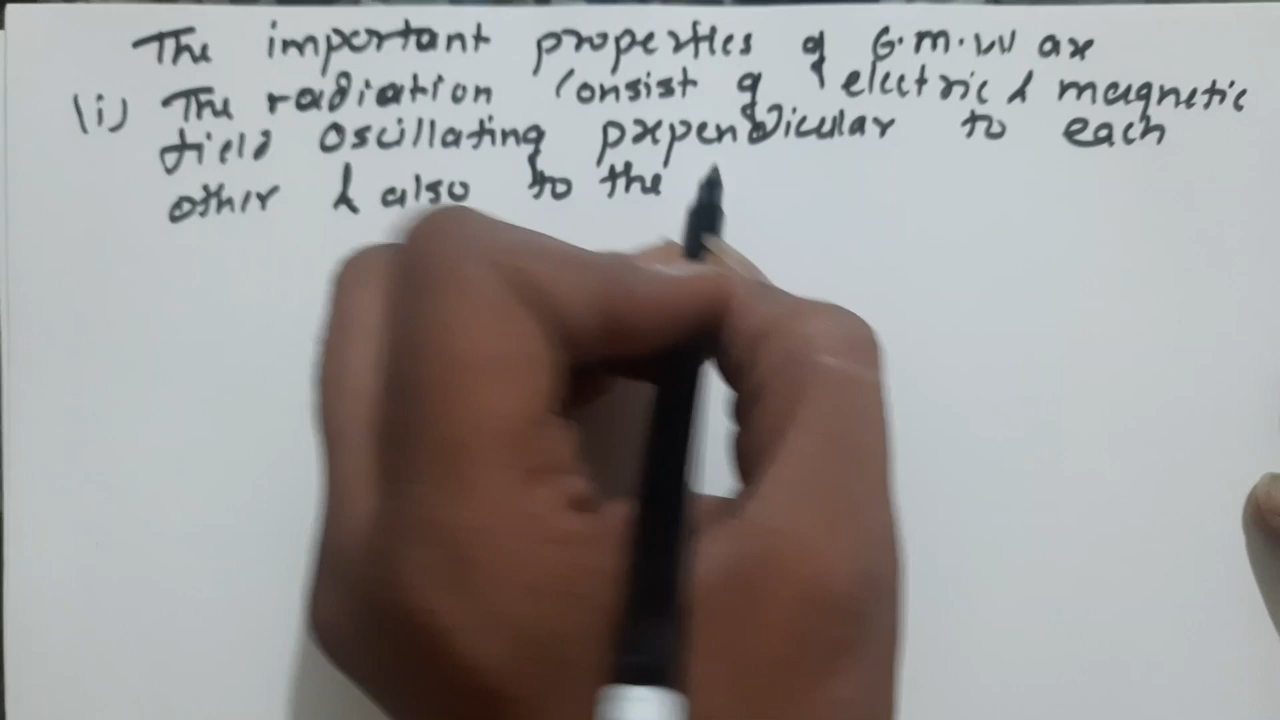 The important properties of E.M.W are
(i) The radiation consist of electric & magnetic
field oscillating perpendicular to each
other & also to the